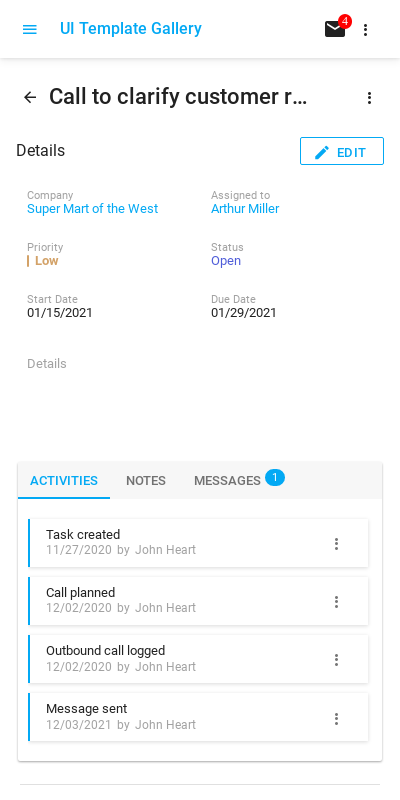 UI Template Gallery
4
Call to clarify customer r...
Details
EDIT
Company
Assigned to
Super Mart of the West
Arthur Miller
Priority
Status
Low
Open
Start Date
Due Date
01/15/2021
01/29/2021
Details
ACTIVITIES NOTES MESSAGES 1
Task created
11/27/2020 by John Heart
Call planned
12/02/2020 by John Heart
Outbound call logged
12/02/2020 by John Heart
Message sent
12/03/2021 by John Heart